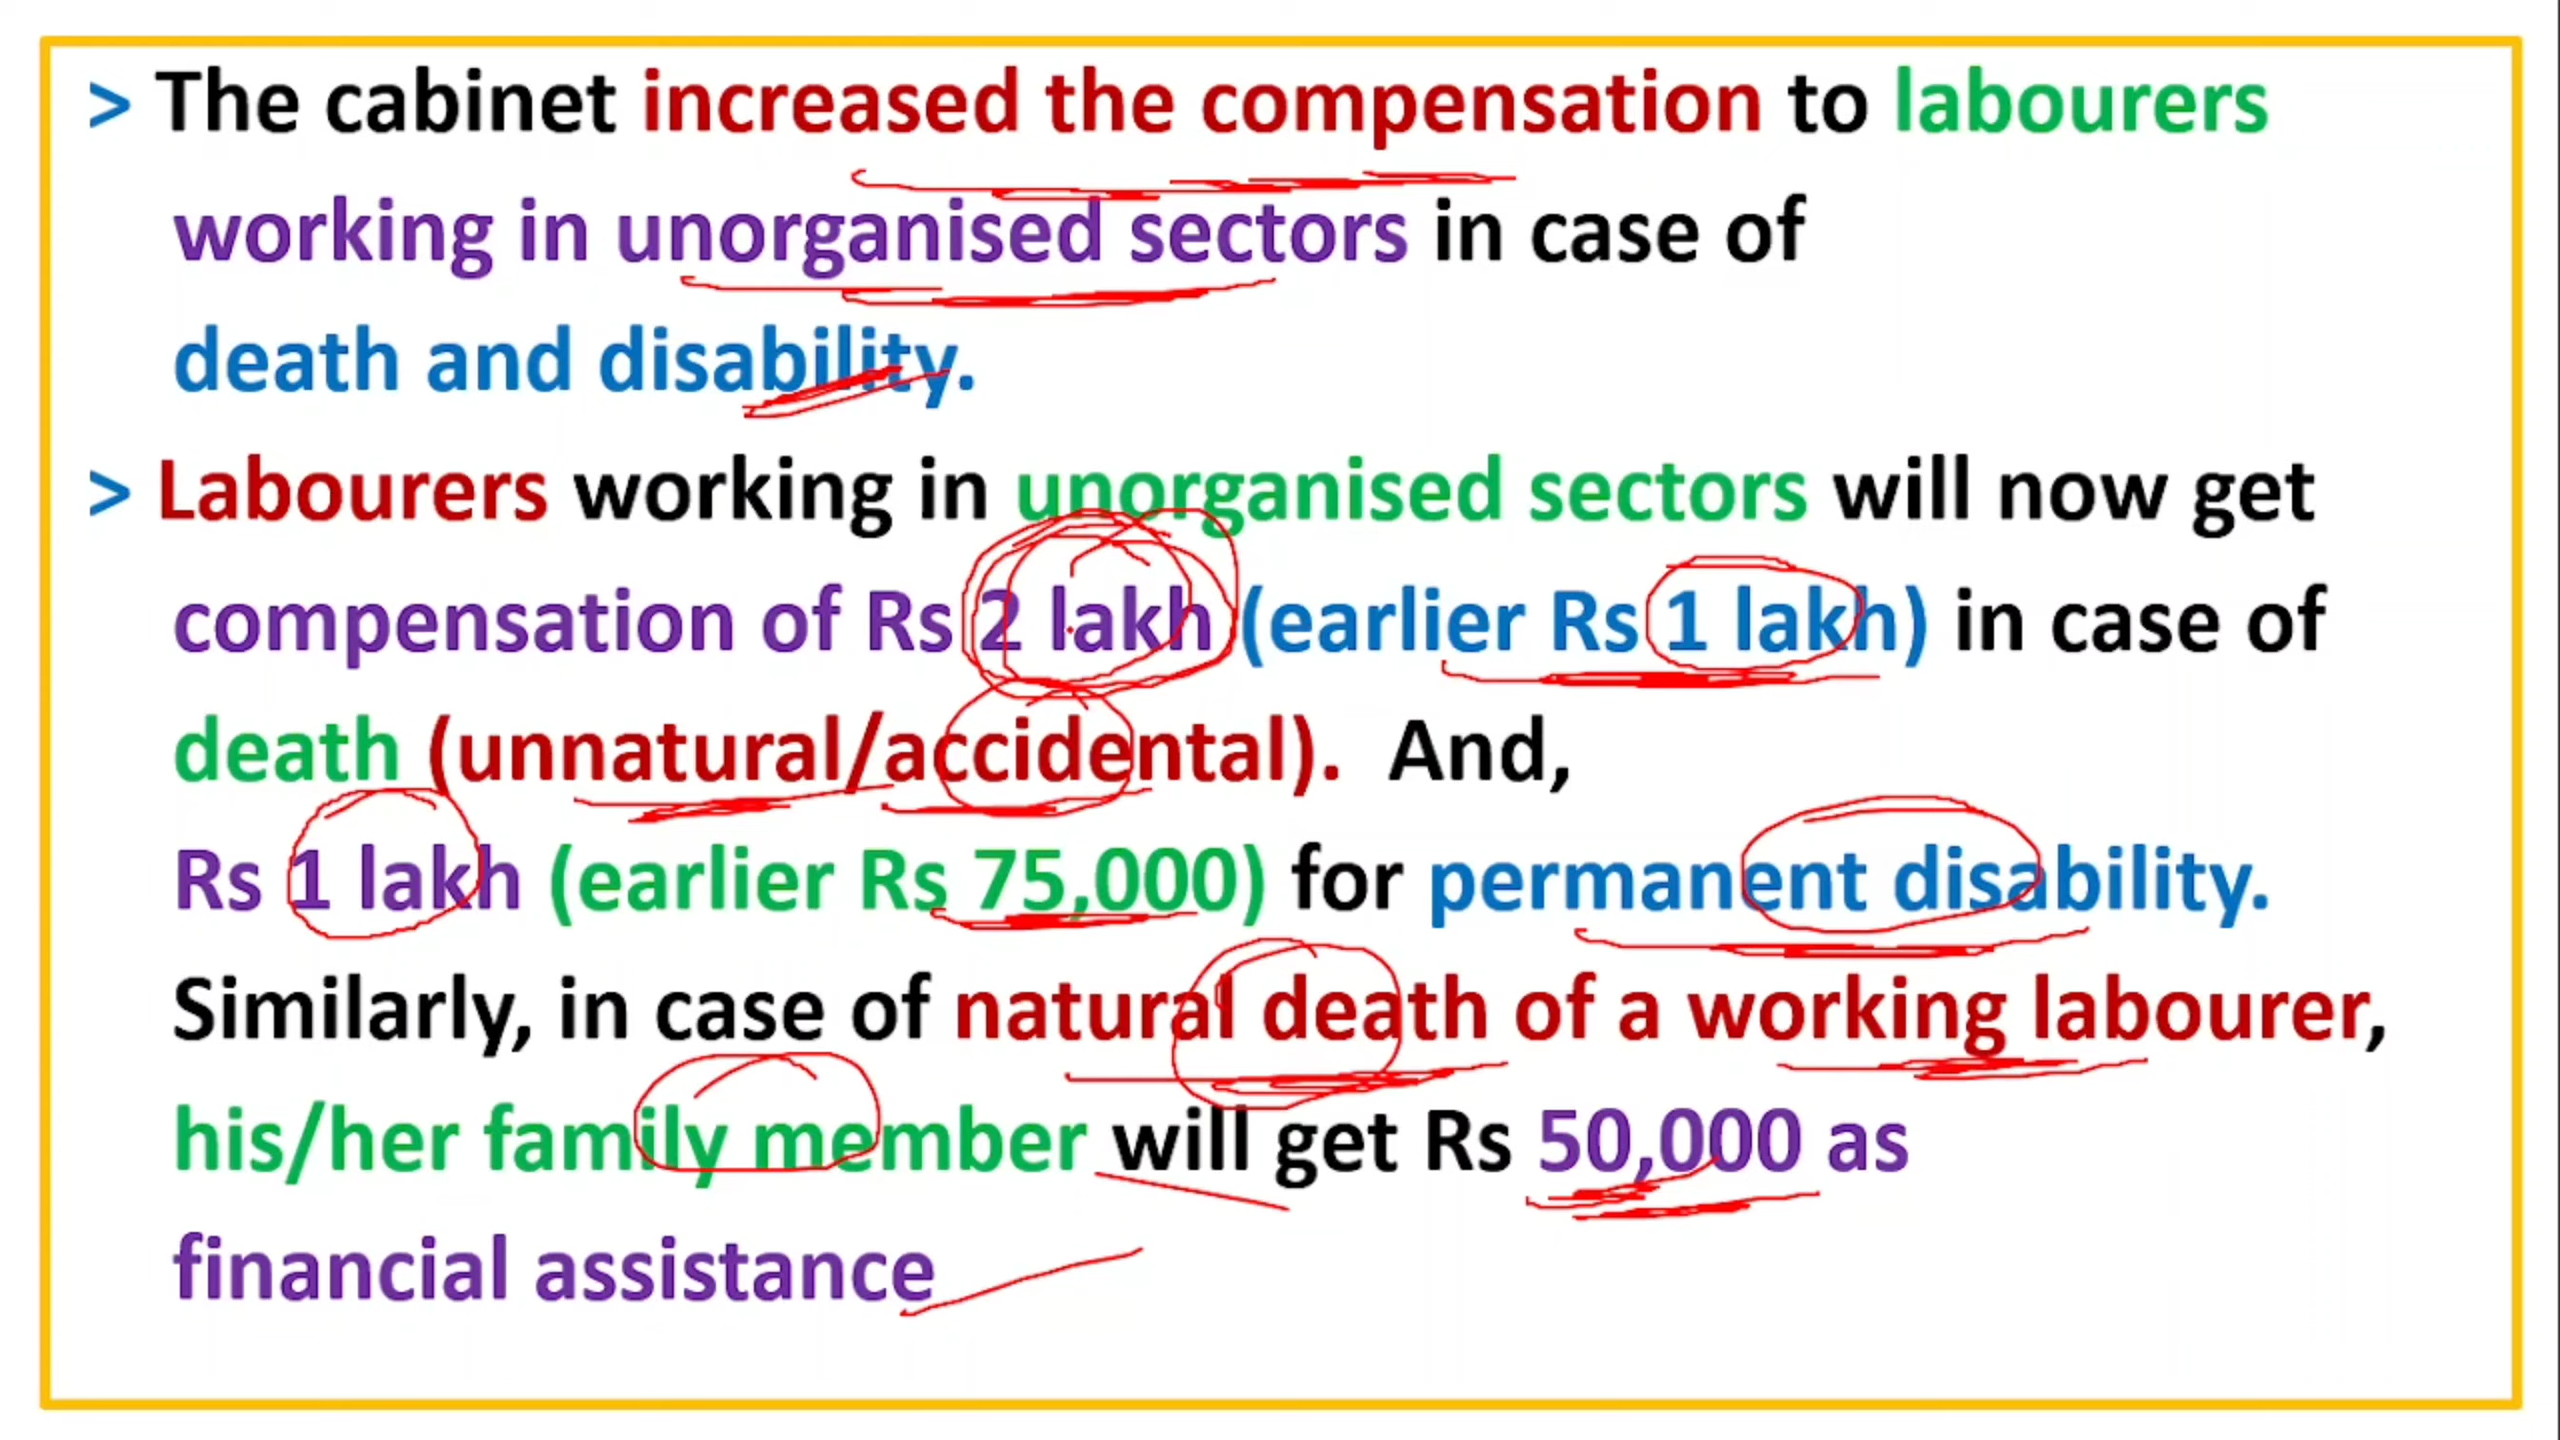 > The cabinet increased the compensation to labourers
working in unorganised sectors in case of
death and disability.
> Labourers working in unorganised sectors will now get
compensation of Rs 2 lakh (earlier Rs 1 lakh) in case of
death (unnatural/accidental). And,
Rs 1 lakh (earlier Rs 75,000) for permanent disability.
Similarly, in case of natural death of a working labourer,
his/her family member will get Rs 50,000 as
financial assistance